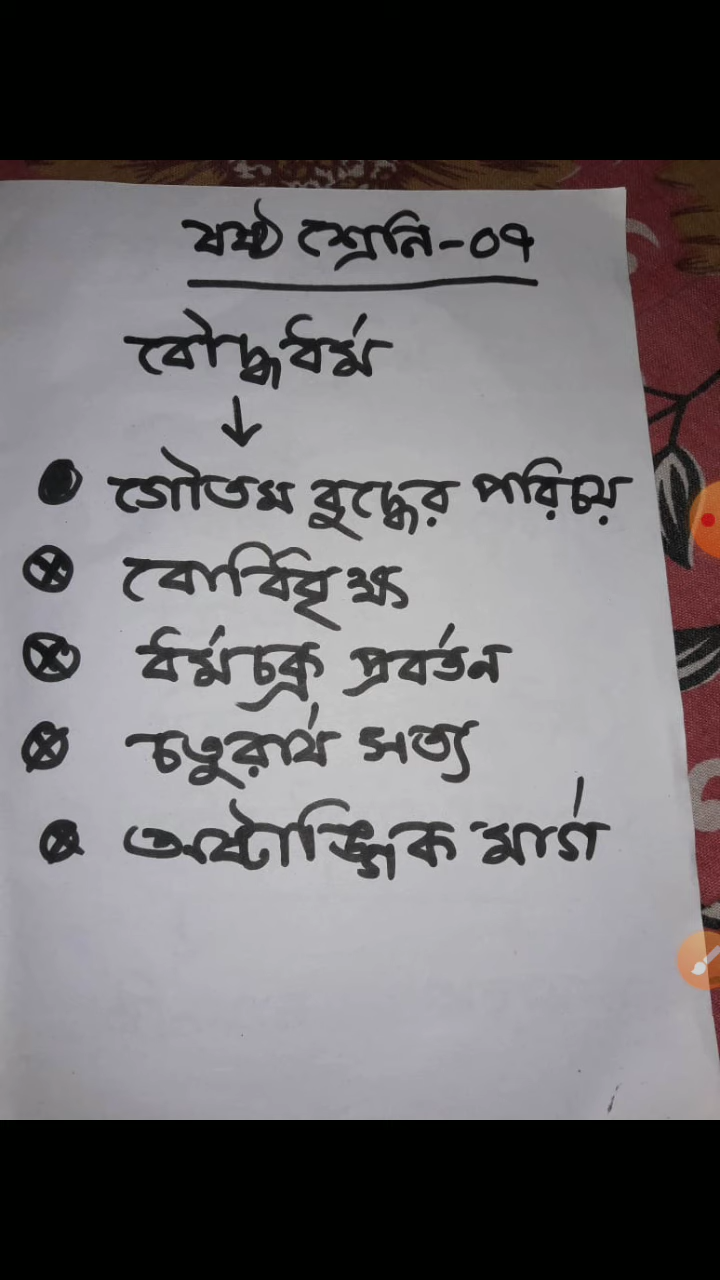 ষষ্ঠ শ্রেনি-০৭
বৌদ্ধধর্ম
গৌতম বুদ্ধের পরিচয়
বোধিবৃক্ষ
ধর্মচক্র প্রবর্তন
চতুরার্য সত্য
অষ্টাঙ্গিক মার্গ